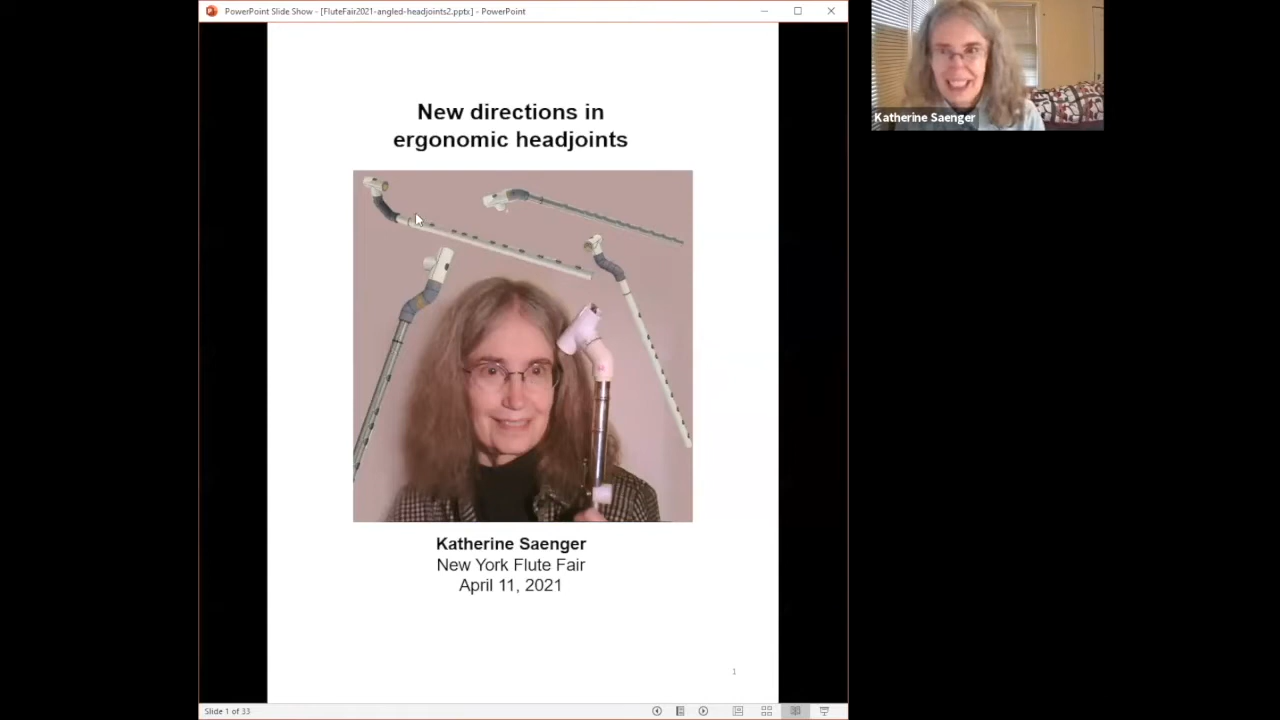 PowerPoint Slide Show - [FluteFair2021-angled-headjoints2.pptx] - PowerPoint
Katherine Saenger
New directions in
ergonomic headjoints
Katherine Saenger
New York Flute Fair
April 11, 2021
1
Slide 1 of 33